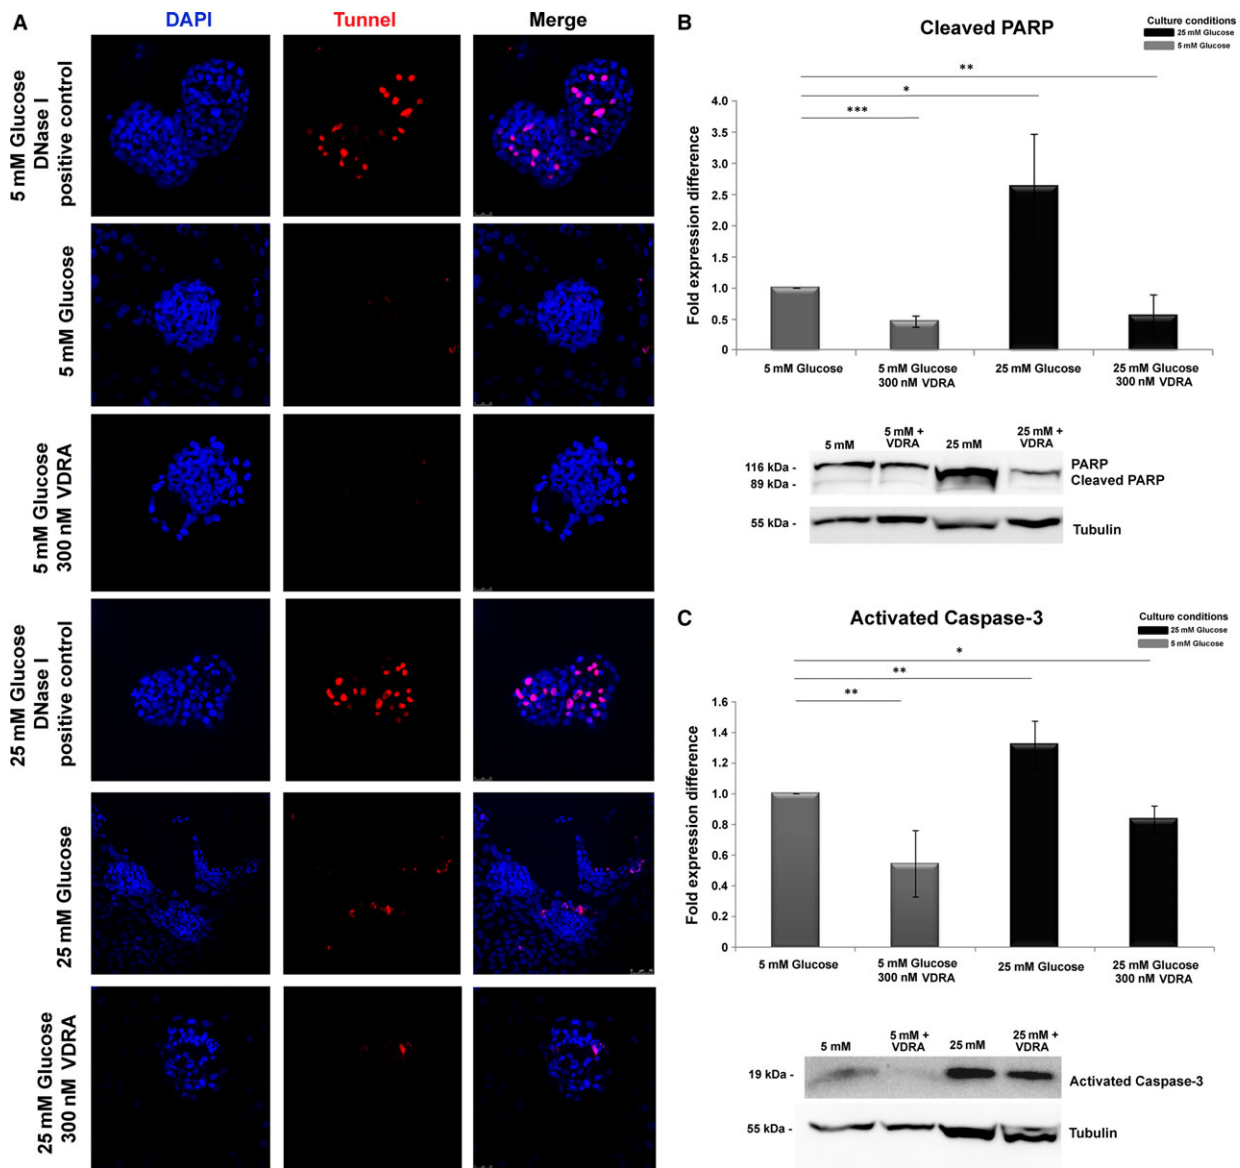 A
DAPI
Tunnel
Merge
5 mM Glucose
DNase I
positive control
5 mM Glucose
5 mM Glucose
300 nM VDRA
25 mM Glucose
DNase I
positive control
25 mM Glucose
25 mM Glucose
300 nM VDRA
B
Cleaved PARP
Culture conditions
25 mM Glucose
5 mM Glucose
**
*
***
Fold expression difference
4.0
3.5
3.0
2.5
2.0
1.5
1.0
0.5
0
5 mM Glucose
5 mM Glucose
300 nM VDRA
25 mM Glucose
25 mM Glucose
300 nM VDRA
5 mM
5 mM +
VDRA
25 mM
25 mM +
VDRA
116 kDa -
89 kDa -
PARP
Cleaved PARP
55 kDa -
Tubulin
C
Activated Caspase-3
Culture conditions
25 mM Glucose
5 mM Glucose
*
**
**
Fold expression difference
1.6
1.4
1.2
1.0
0.8
0.6
0.4
0.2
0
5 mM Glucose
5 mM Glucose
300 nM VDRA
25 mM Glucose
25 mM Glucose
300 nM VDRA
5 mM
5 mM +
VDRA
25 mM
25 mM +
VDRA
19 kDa -
Activated Caspase-3
55 kDa -
Tubulin